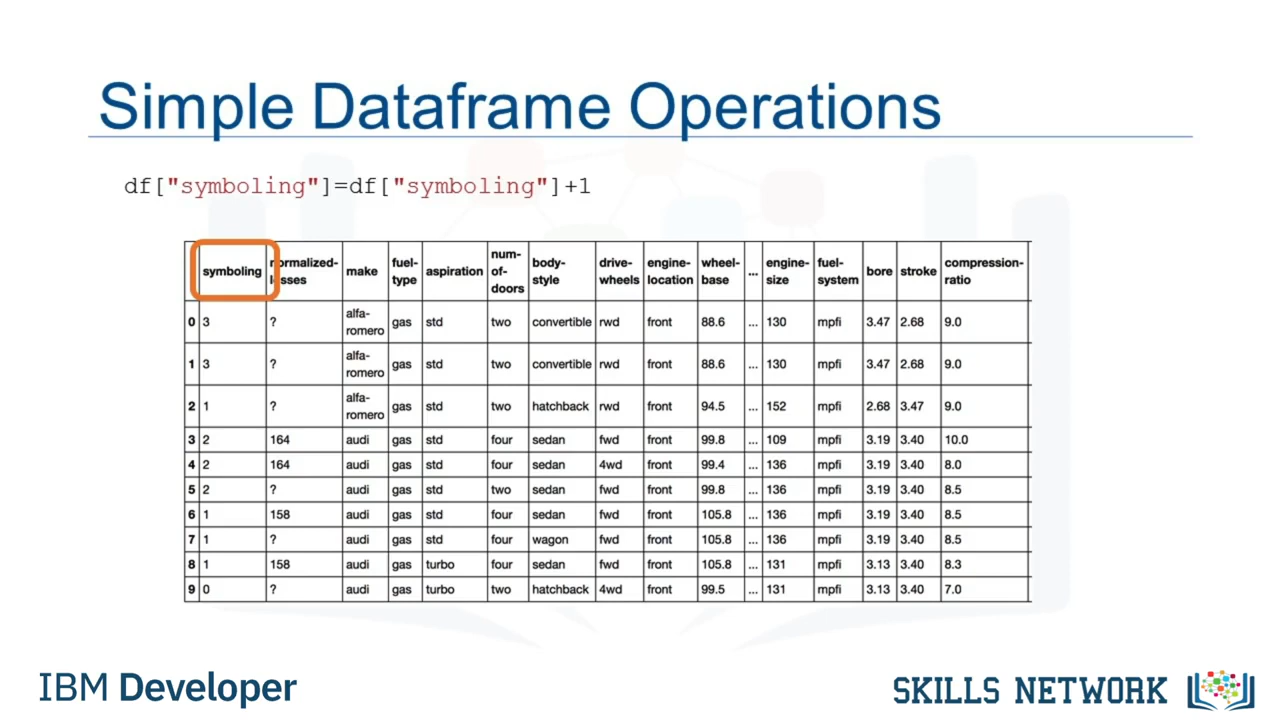 Simple Dataframe Operations
df["symboling"]=df["symboling"]+1
symboling normalized-losses make fuel-type aspiration num-of-doors body-style drive-wheels engine-location wheel-base ... engine-size fuel-system bore stroke compression-ratio
0 3 ? alfa-romero gas std two convertible rwd front 88.6 ... 130 mpfi 3.47 2.68 9.0
1 3 ? alfa-romero gas std two convertible rwd front 88.6 ... 130 mpfi 3.47 2.68 9.0
2 1 ? alfa-romero gas std two hatchback rwd front 94.5 ... 152 mpfi 2.68 3.47 9.0
3 2 164 audi gas std four sedan fwd front 99.8 ... 109 mpfi 3.19 3.40 10.0
4 2 164 audi gas std four sedan 4wd front 99.4 ... 136 mpfi 3.19 3.40 8.0
5 2 ? audi gas std two sedan fwd front 99.8 ... 136 mpfi 3.19 3.40 8.5
6 1 158 audi gas std four sedan fwd front 105.8 ... 136 mpfi 3.19 3.40 8.5
7 1 ? audi gas std four wagon fwd front 105.8 ... 136 mpfi 3.19 3.40 8.5
8 1 158 audi gas turbo four sedan fwd front 105.8 ... 131 mpfi 3.13 3.40 8.3
9 0 ? audi gas turbo two hatchback 4wd front 99.5 ... 131 mpfi 3.13 3.40 7.0
IBM Developer
SKILLS NETWORK